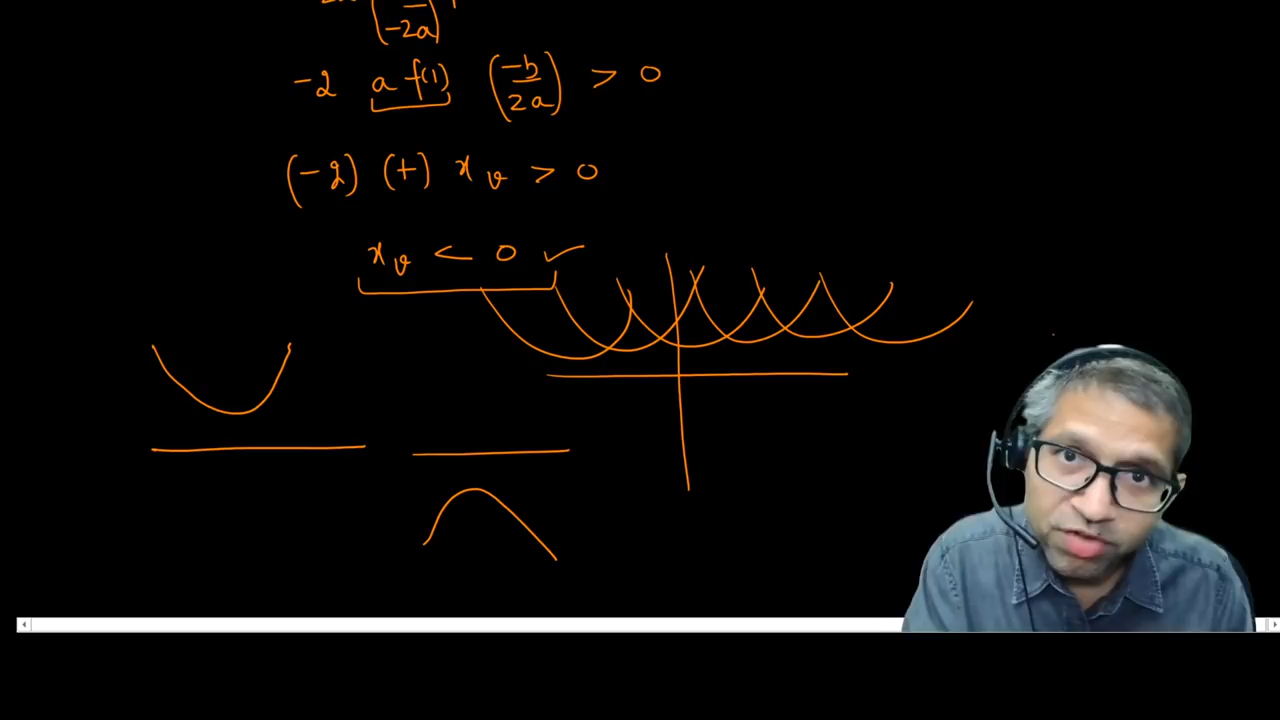 (-2a)
-2 a f(1) (-b/2a) > 0
(-2) (+) x_v > 0
x_v < 0 ✓